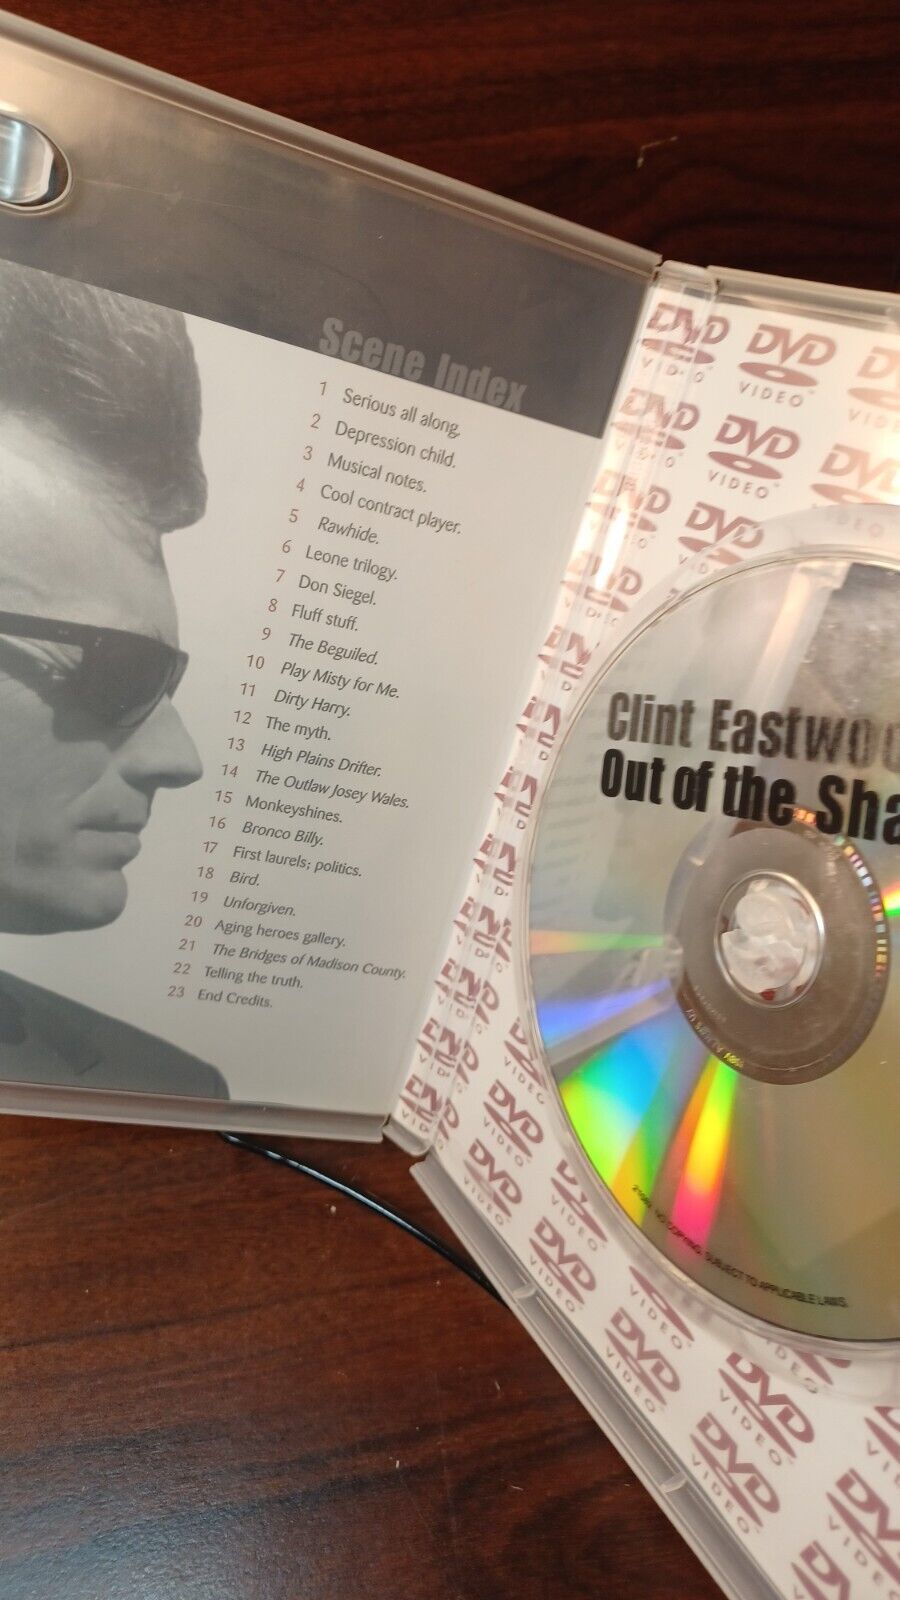 Scene Index
1 Serious all along.
2 Depression child.
3 Musical notes.
4 Cool contract player.
5 Rawhide.
6 Leone trilogy.
7 Don Siegel.
8 Fluff stuff.
9 The Beguiled.
10 Play Misty for Me.
11 Dirty Harry.
12 The myth.
13 High Plains Drifter.
14 The Outlaw Josey Wales.
15 Monkeyshines.
16 Bronco Billy.
17 First laurels; politics.
18 Bird.
19 Unforgiven.
20 Aging heroes gallery.
21 The Bridges of Madison County.
22 Telling the truth.
23 End Credits.
DVD
VIDEO™
Clint Eastwoo
Out of the Sha
NO COPYING. SUBJECT TO APPLICABLE LAWS.